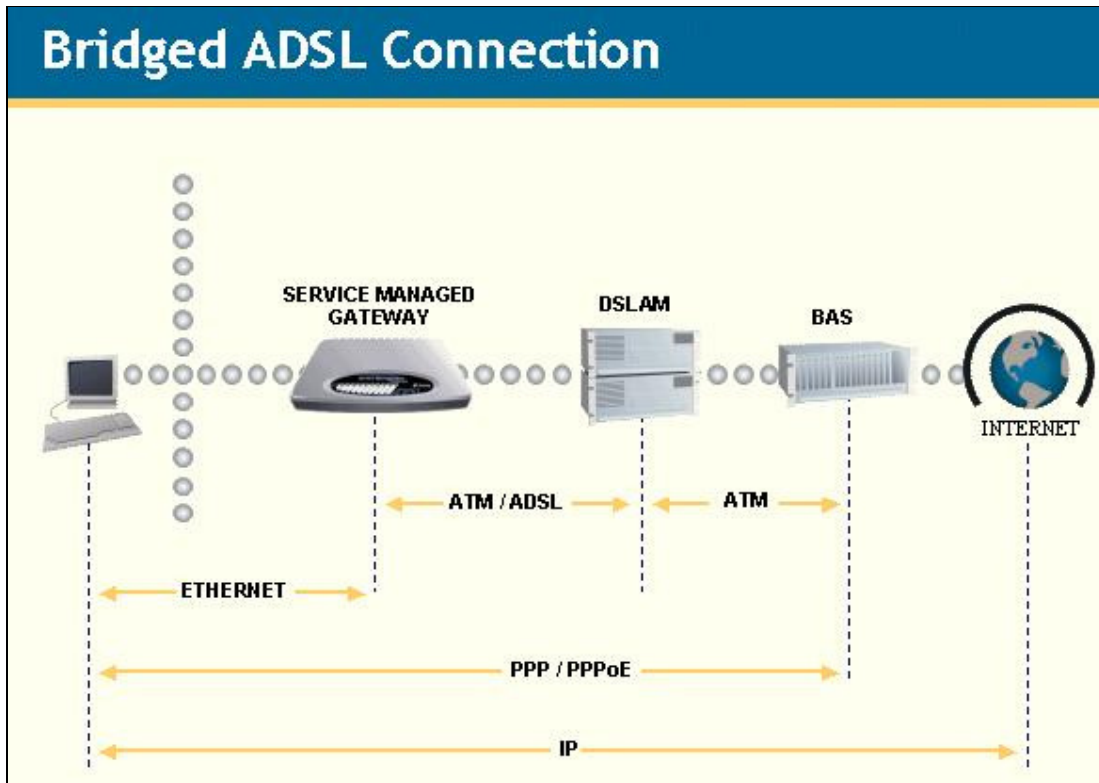 Bridged ADSL Connection
SERVICE MANAGED
GATEWAY
DSLAM
BAS
INTERNET
ATM / ADSL
ATM
ETHERNET
PPP / PPPoE
IP